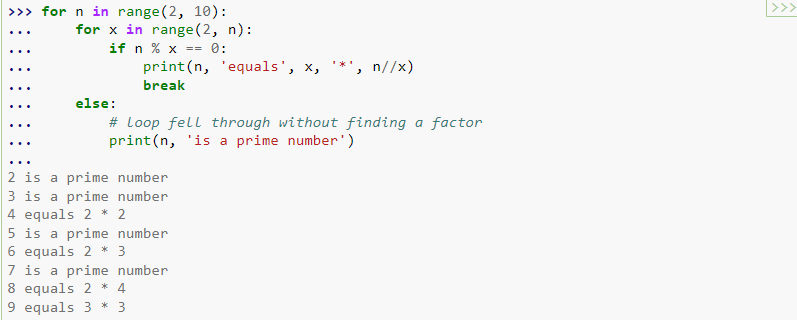 >>> for n in range(2, 10):
...     for x in range(2, n):
...         if n % x == 0:
...             print(n, 'equals', x, '*', n//x)
...             break
...     else:
...         # loop fell through without finding a factor
...         print(n, 'is a prime number')
...
2 is a prime number
3 is a prime number
4 equals 2 * 2
5 is a prime number
6 equals 2 * 3
7 is a prime number
8 equals 2 * 4
9 equals 3 * 3
>>>